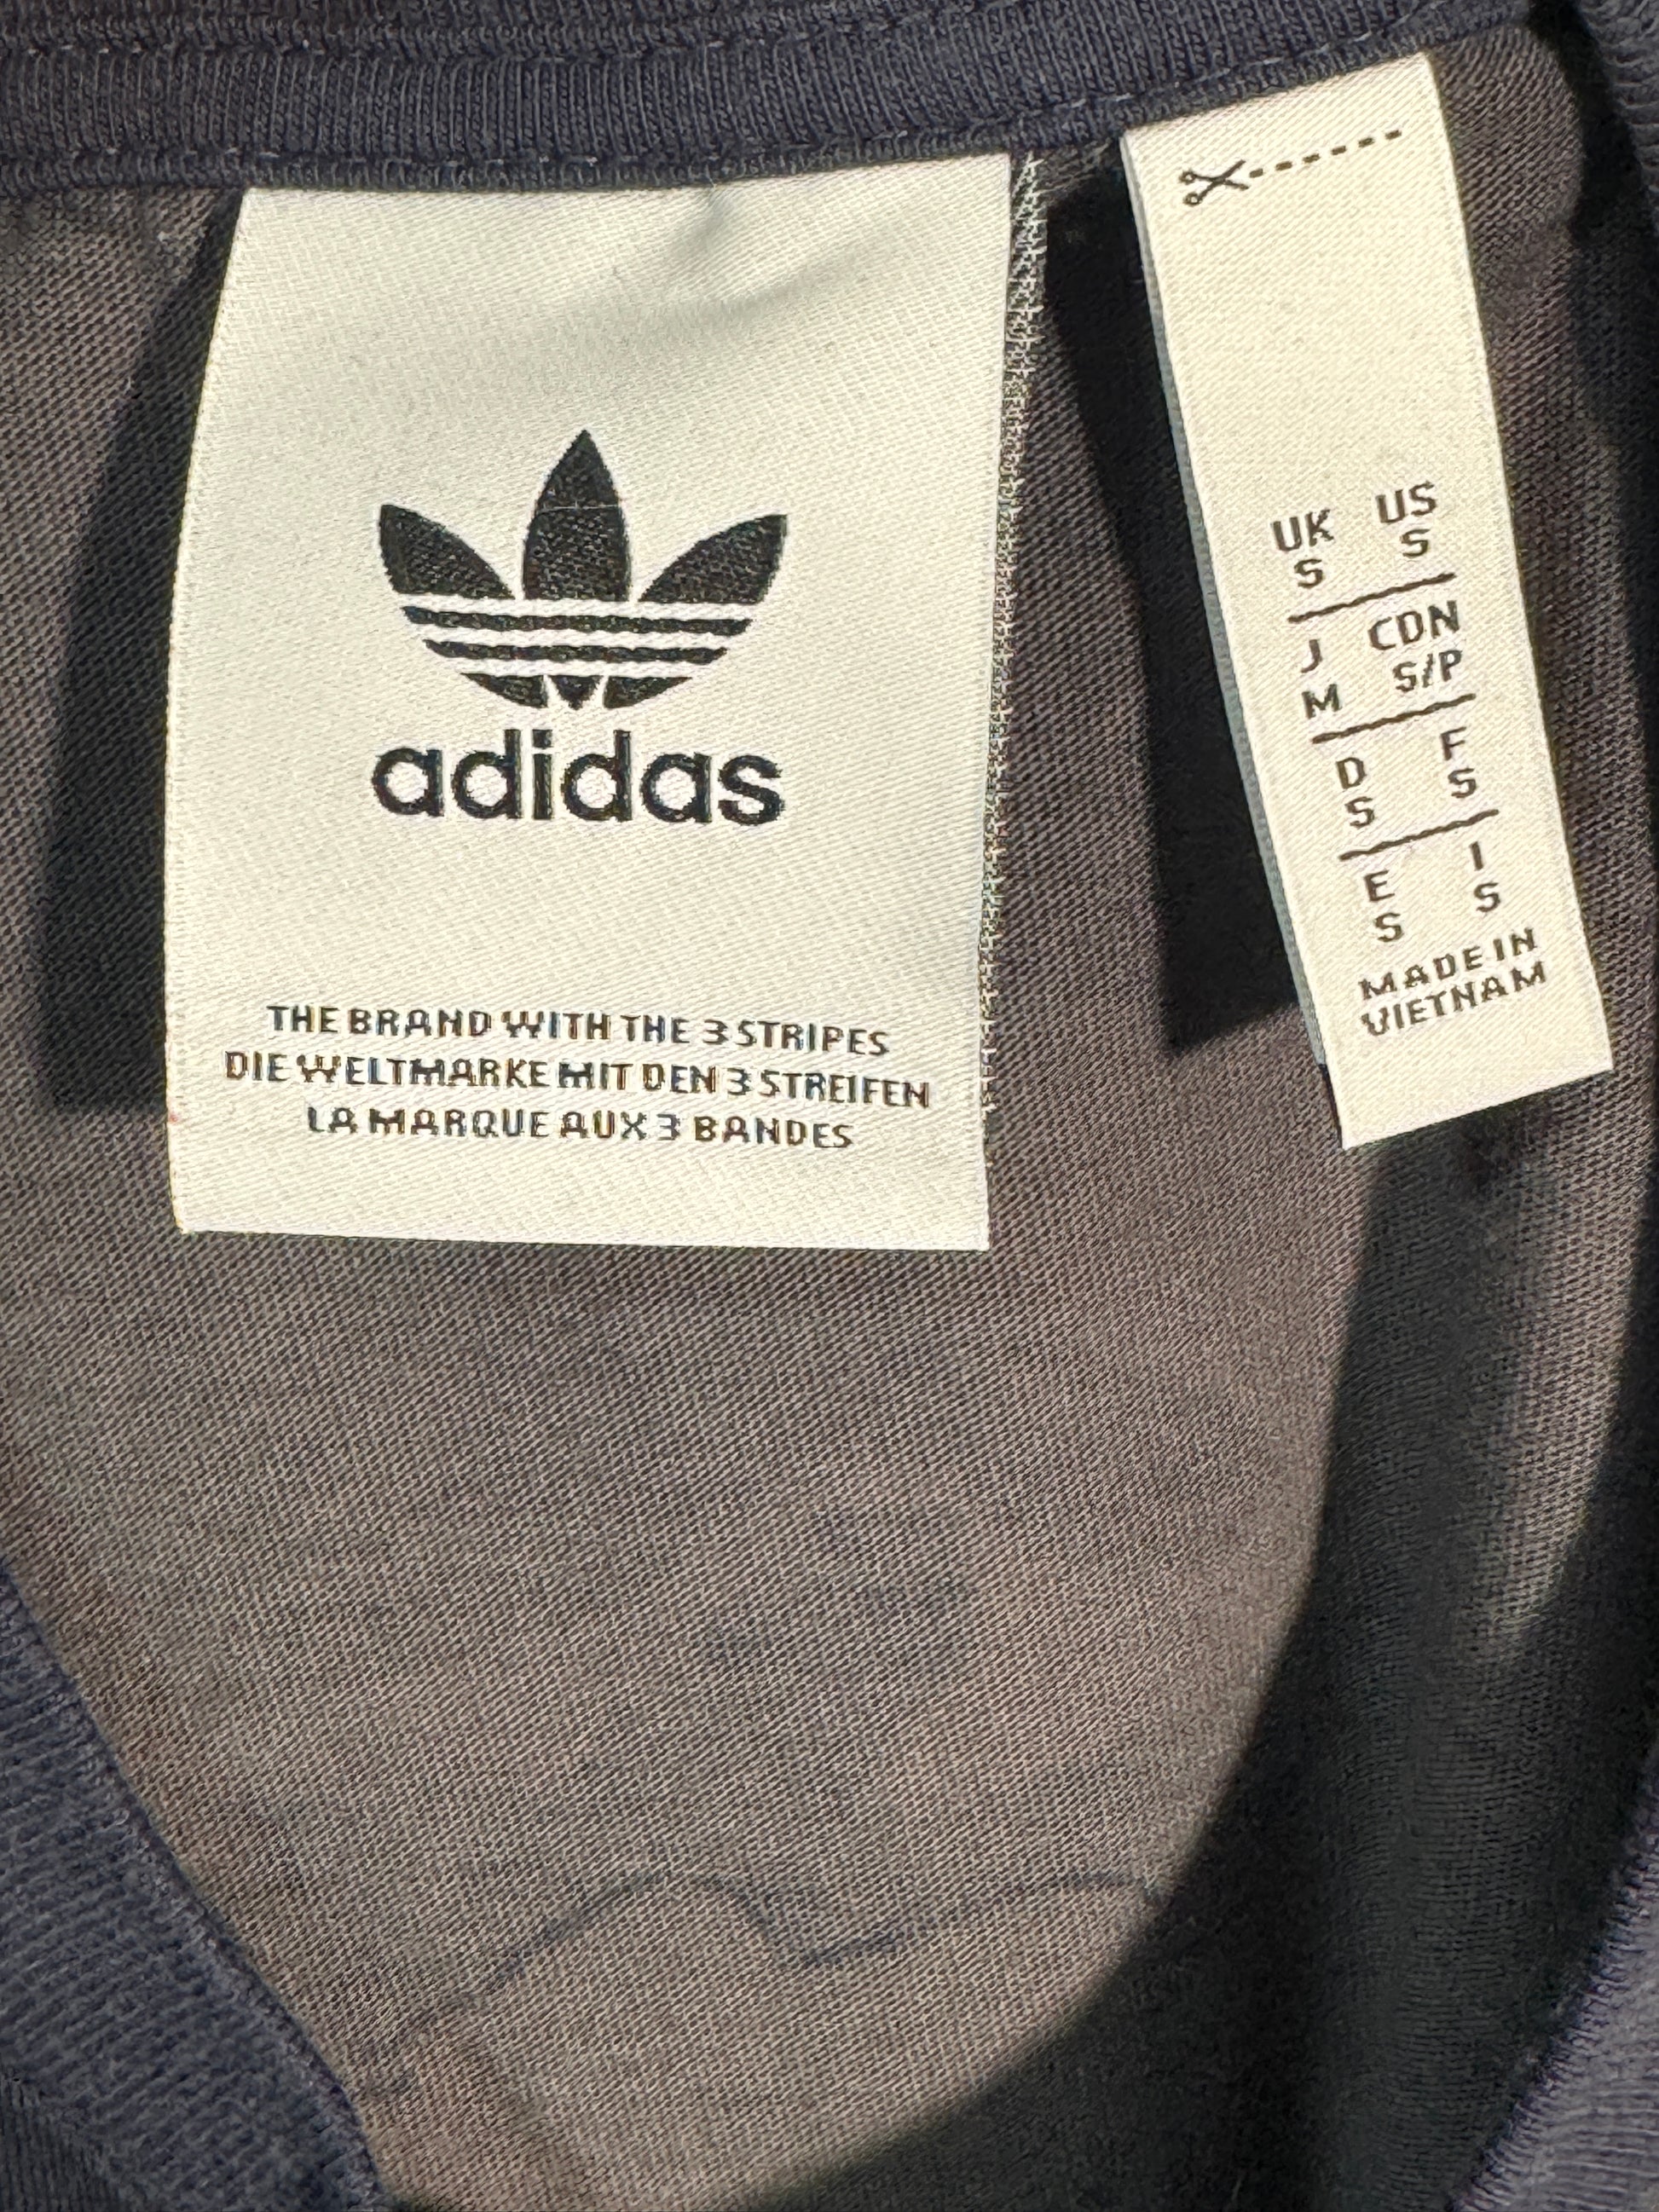 adidas
THE BRAND WITH THE 3 STRIPES
DIE WELTMARKE MIT DEN 3 STREIFEN
LA MARQUE AUX 3 BANDES
UK US
S S
J CDN
M S/P
D F
S S
E I
S S
MADE IN
VIETNAM